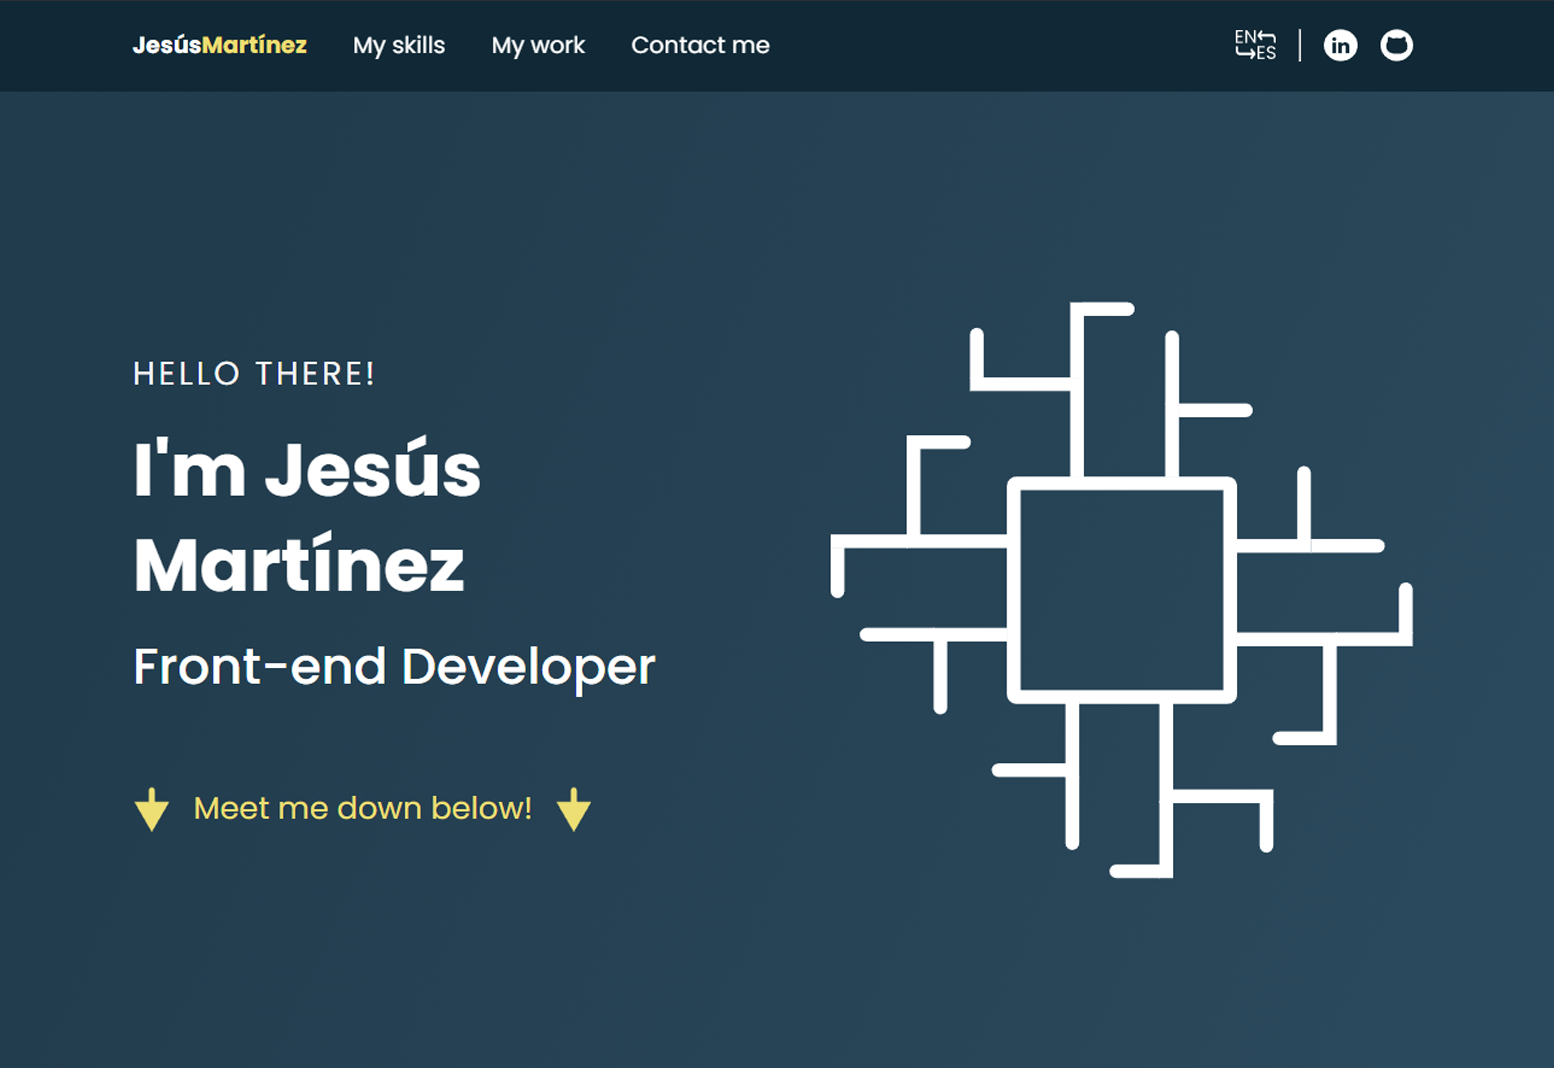 JesúsMartínez My skills My work Contact me EN
ES in
HELLO THERE!
I'm Jesús
Martínez
Front-end Developer
Meet me down below!